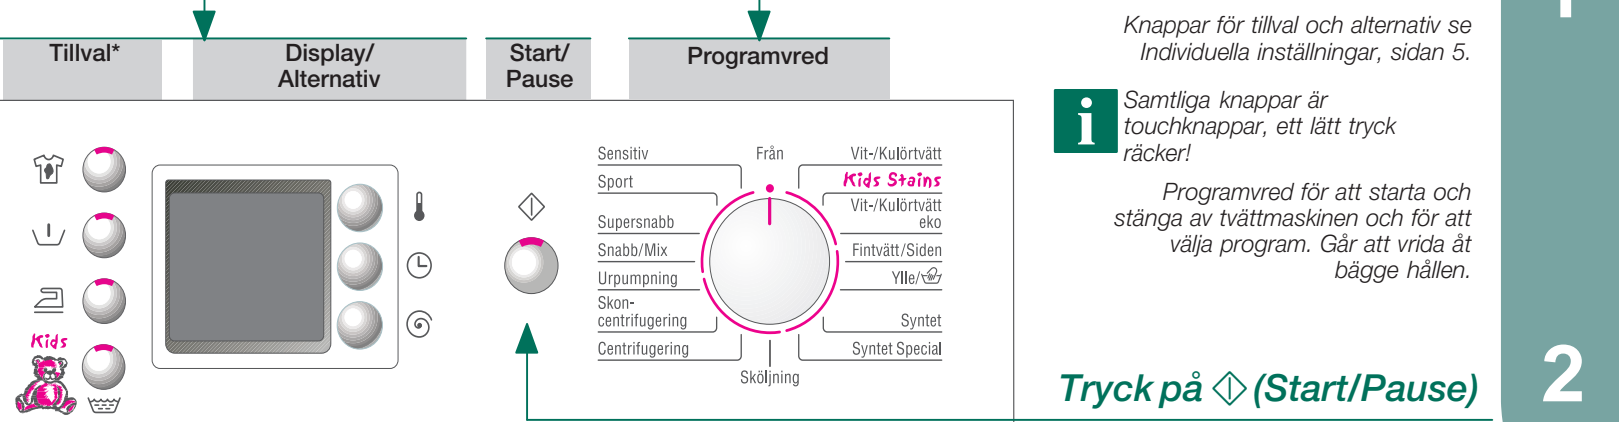 Knappar för tillval och alternativ se
Individuella inställningar, sidan 5.
Tillval*
Display/
Alternativ
Start/
Pause
Programvred
i
Samtliga knappar är
touchknappar, ett lätt tryck
räcker!
Sensitiv
Från
Vit-/Kulörtvätt
Sport
Kids Stains
Vit-/Kulörtvätt
eko
Supersnabb
Snabb/Mix
Fintvätt/Siden
Urpumpning
Ylle/
Skon-
centrifugering
Syntet
Centrifugering
Syntet Special
Sköljning
Kids
Programvred för att starta och
stänga av tvättmaskinen och för att
välja program. Går att vrida åt
bägge hållen.
Tryck på (Start/Pause)
2